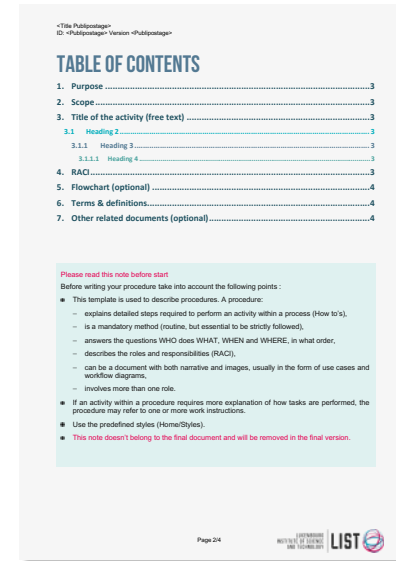 <Title Publipostage>
ID: <Publipostage> Version <Publipostage>
TABLE OF CONTENTS
1. Purpose ........................................ 3
2. Scope ........................................ 3
3. Title of the activity (free text) ........................................ 3
3.1 Heading 2 ........................................ 3
3.1.1 Heading 3 ........................................ 3
3.1.1.1 Heading 4 ........................................ 3
4. RACI ........................................ 3
5. Flowchart (optional) ........................................ 4
6. Terms & definitions ........................................ 4
7. Other related documents (optional) ........................................ 4
Please read this note before start
Before writing your procedure take into account the following points :
This template is used to describe procedures. A procedure:
– explains detailed steps required to perform an activity within a process (How to's),
– is a mandatory method (routine, but essential to be strictly followed),
– answers the questions WHO does WHAT, WHEN and WHERE, in what order,
– describes the roles and responsibilities (RACI),
– can be a document with both narrative and images, usually in the form of use cases and
workflow diagrams,
– involves more than one role.
If an activity within a procedure requires more explanation of how tasks are performed, the
procedure may refer to one or more work instructions.
Use the predefined styles (Home/Styles).
This note doesn't belong to the final document and will be removed in the final version.
Page 2/4
LUXEMBOURG
INSTITUTE OF SCIENCE
AND TECHNOLOGY
LIST